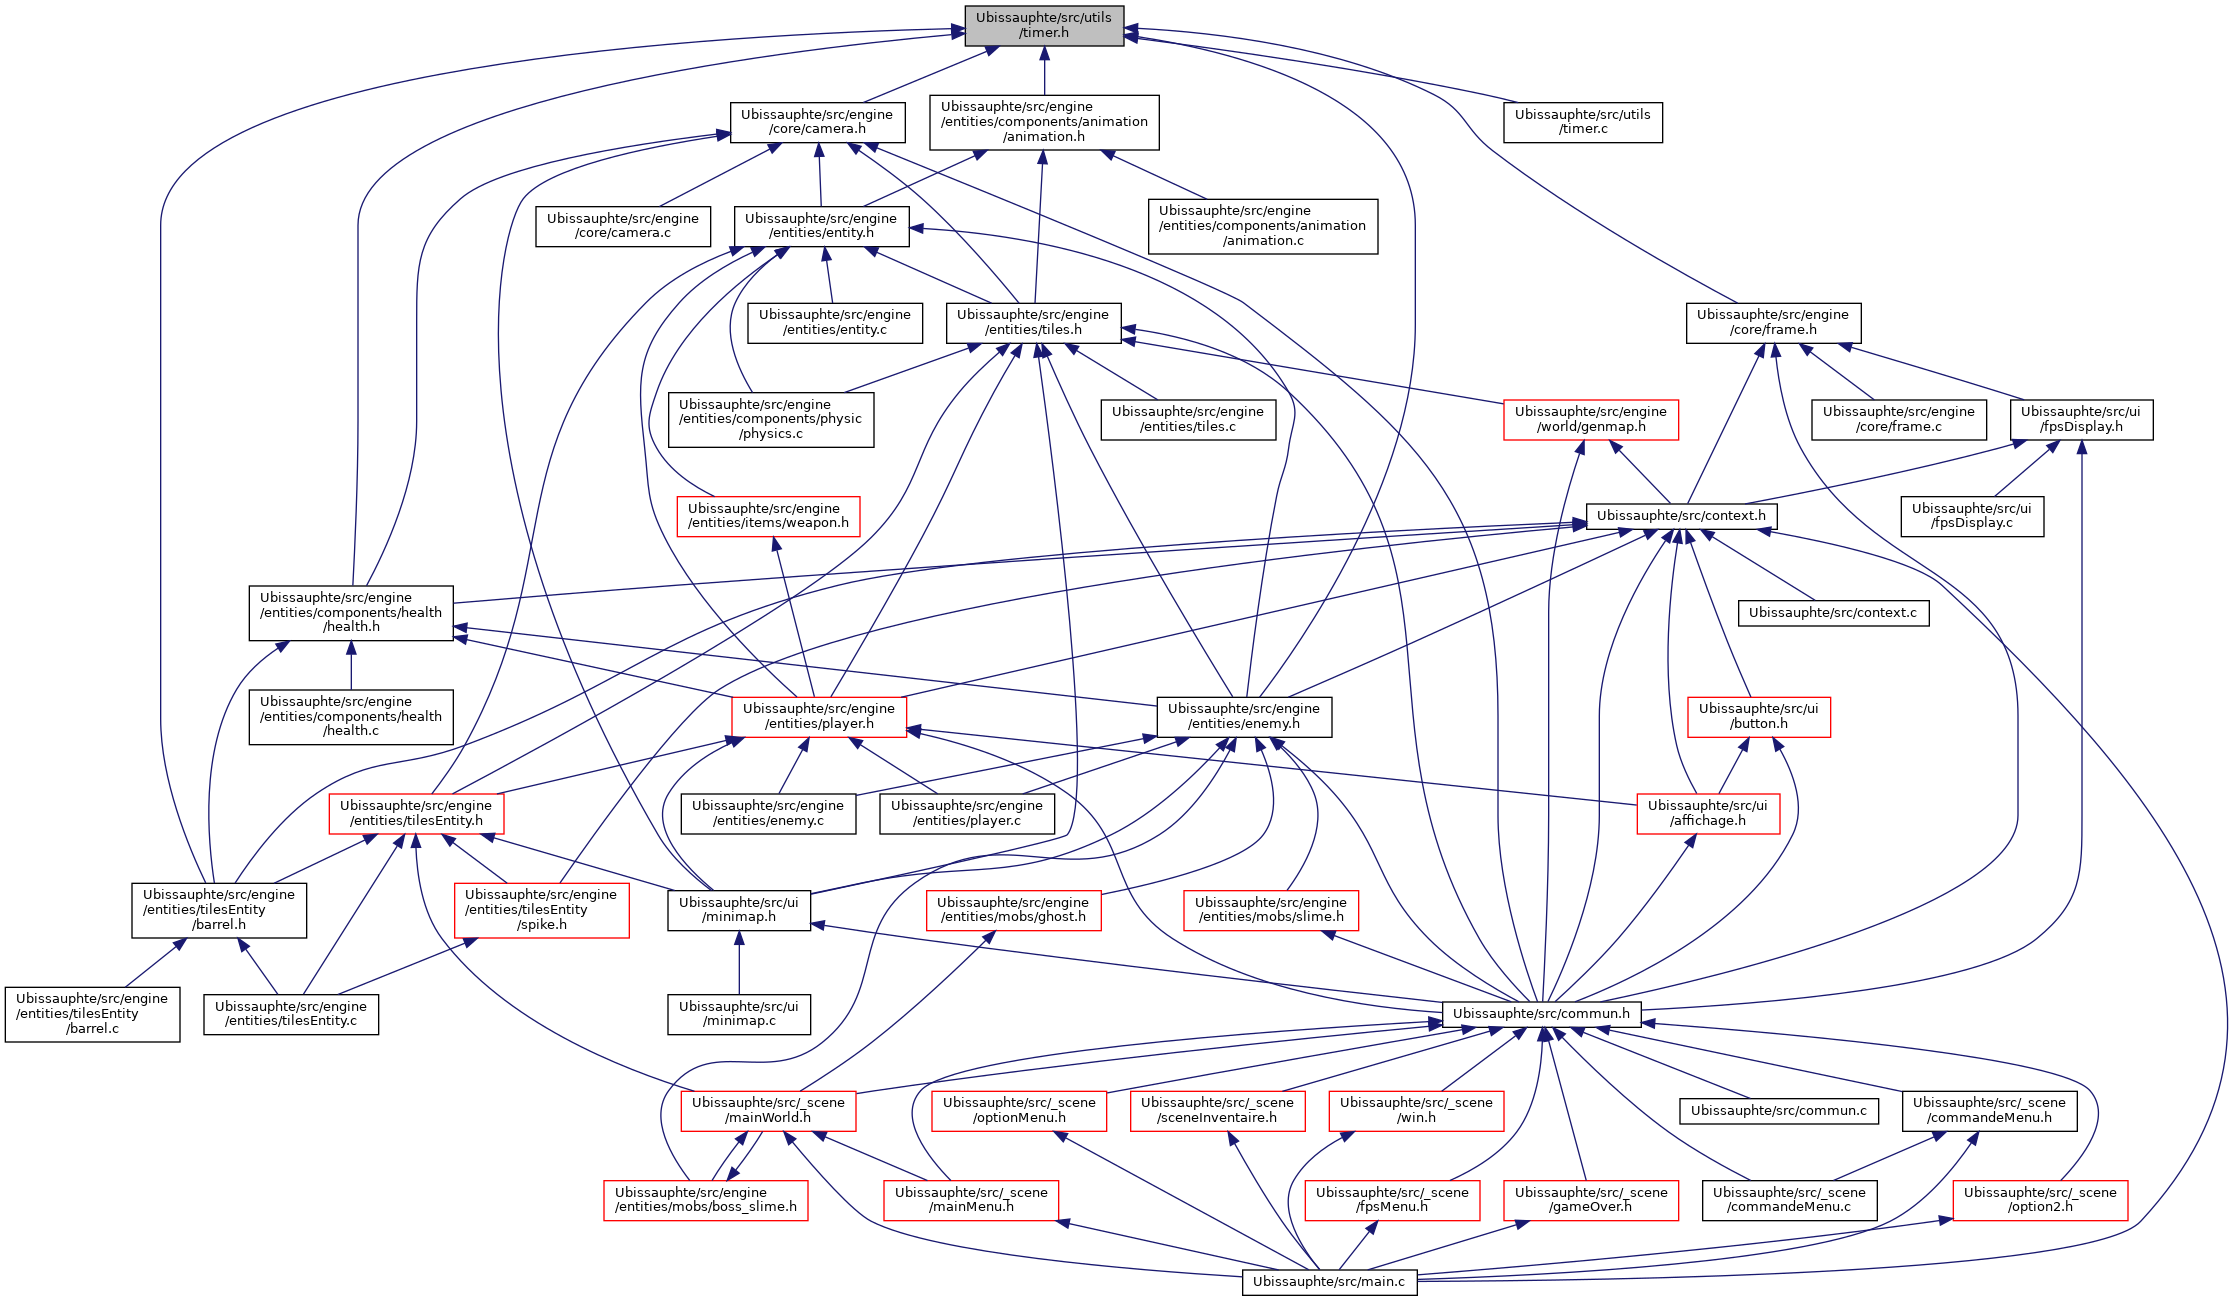 Ubissauphte/src/utils
/timer.h
Ubissauphte/src/engine
/core/camera.h
Ubissauphte/src/engine
/entities/components/animation
/animation.h
Ubissauphte/src/utils
/timer.c
Ubissauphte/src/engine
/core/camera.c
Ubissauphte/src/engine
/entities/entity.h
Ubissauphte/src/engine
/entities/components/animation
/animation.c
Ubissauphte/src/engine
/entities/entity.c
Ubissauphte/src/engine
/entities/tiles.h
Ubissauphte/src/engine
/core/frame.h
Ubissauphte/src/engine
/entities/components/physic
/physics.c
Ubissauphte/src/engine
/entities/tiles.c
Ubissauphte/src/engine
/world/genmap.h
Ubissauphte/src/engine
/core/frame.c
Ubissauphte/src/ui
/fpsDisplay.h
Ubissauphte/src/engine
/entities/items/weapon.h
Ubissauphte/src/context.h
Ubissauphte/src/ui
/fpsDisplay.c
Ubissauphte/src/engine
/entities/components/health
/health.h
Ubissauphte/src/context.c
Ubissauphte/src/engine
/entities/components/health
/health.c
Ubissauphte/src/engine
/entities/player.h
Ubissauphte/src/engine
/entities/enemy.h
Ubissauphte/src/ui
/button.h
Ubissauphte/src/engine
/entities/tilesEntity.h
Ubissauphte/src/engine
/entities/enemy.c
Ubissauphte/src/engine
/entities/player.c
Ubissauphte/src/ui
/affichage.h
Ubissauphte/src/engine
/entities/tilesEntity
/barrel.h
Ubissauphte/src/engine
/entities/tilesEntity
/spike.h
Ubissauphte/src/ui
/minimap.h
Ubissauphte/src/engine
/entities/mobs/ghost.h
Ubissauphte/src/engine
/entities/mobs/slime.h
Ubissauphte/src/engine
/entities/tilesEntity
/barrel.c
Ubissauphte/src/engine
/entities/tilesEntity.c
Ubissauphte/src/ui
/minimap.c
Ubissauphte/src/commun.h
Ubissauphte/src/_scene
/mainWorld.h
Ubissauphte/src/_scene
/optionMenu.h
Ubissauphte/src/_scene
/sceneInventaire.h
Ubissauphte/src/_scene
/win.h
Ubissauphte/src/commun.c
Ubissauphte/src/_scene
/commandeMenu.h
Ubissauphte/src/engine
/entities/mobs/boss_slime.h
Ubissauphte/src/_scene
/mainMenu.h
Ubissauphte/src/_scene
/fpsMenu.h
Ubissauphte/src/_scene
/gameOver.h
Ubissauphte/src/_scene
/commandeMenu.c
Ubissauphte/src/_scene
/option2.h
Ubissauphte/src/main.c